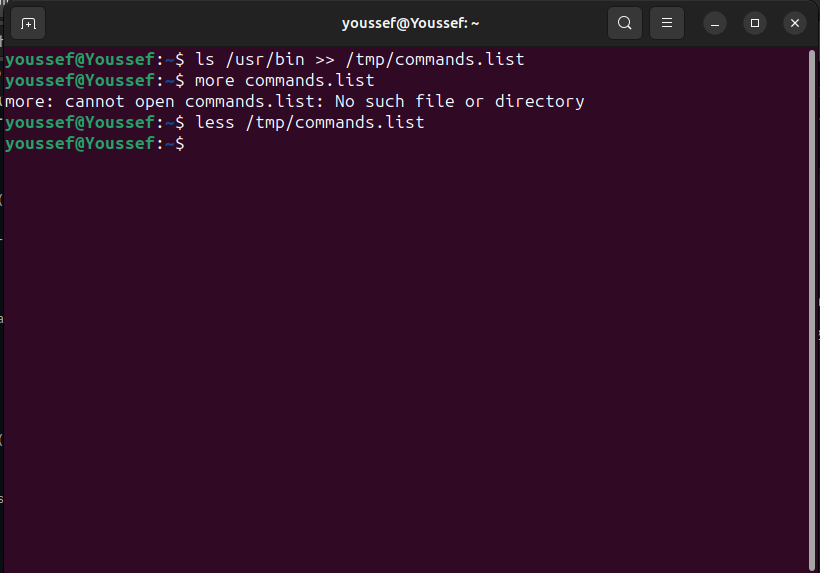 youssef@Youssef: ~
youssef@Youssef:~$ ls /usr/bin >> /tmp/commands.list
youssef@Youssef:~$ more commands.list
more: cannot open commands.list: No such file or directory
youssef@Youssef:~$ less /tmp/commands.list
youssef@Youssef:~$